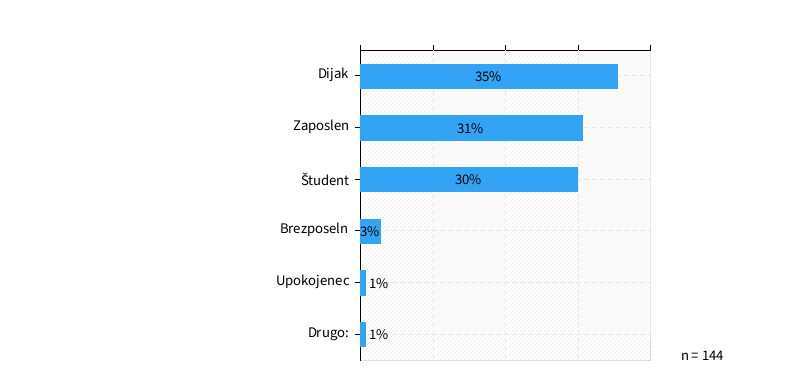 Dijak 35%
Zaposlen 31%
Študent 30%
Brezposeln 3%
Upokojenec 1%
Drugo: 1%
n = 144